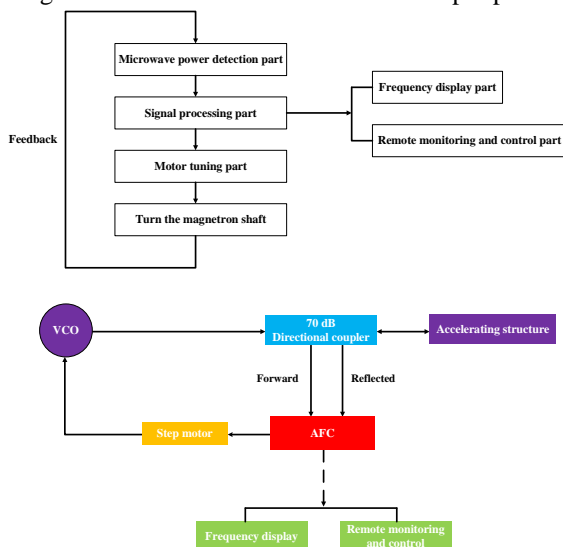 Microwave power detection part
Frequency display part
Signal processing part
Feedback
Remote monitoring and control part
Motor tuning part
Turn the magnetron shaft
VCO
70 dB
Directional coupler
Accelerating structure
Forward
Reflected
Step motor
AFC
Frequency display
Remote monitoring
and control